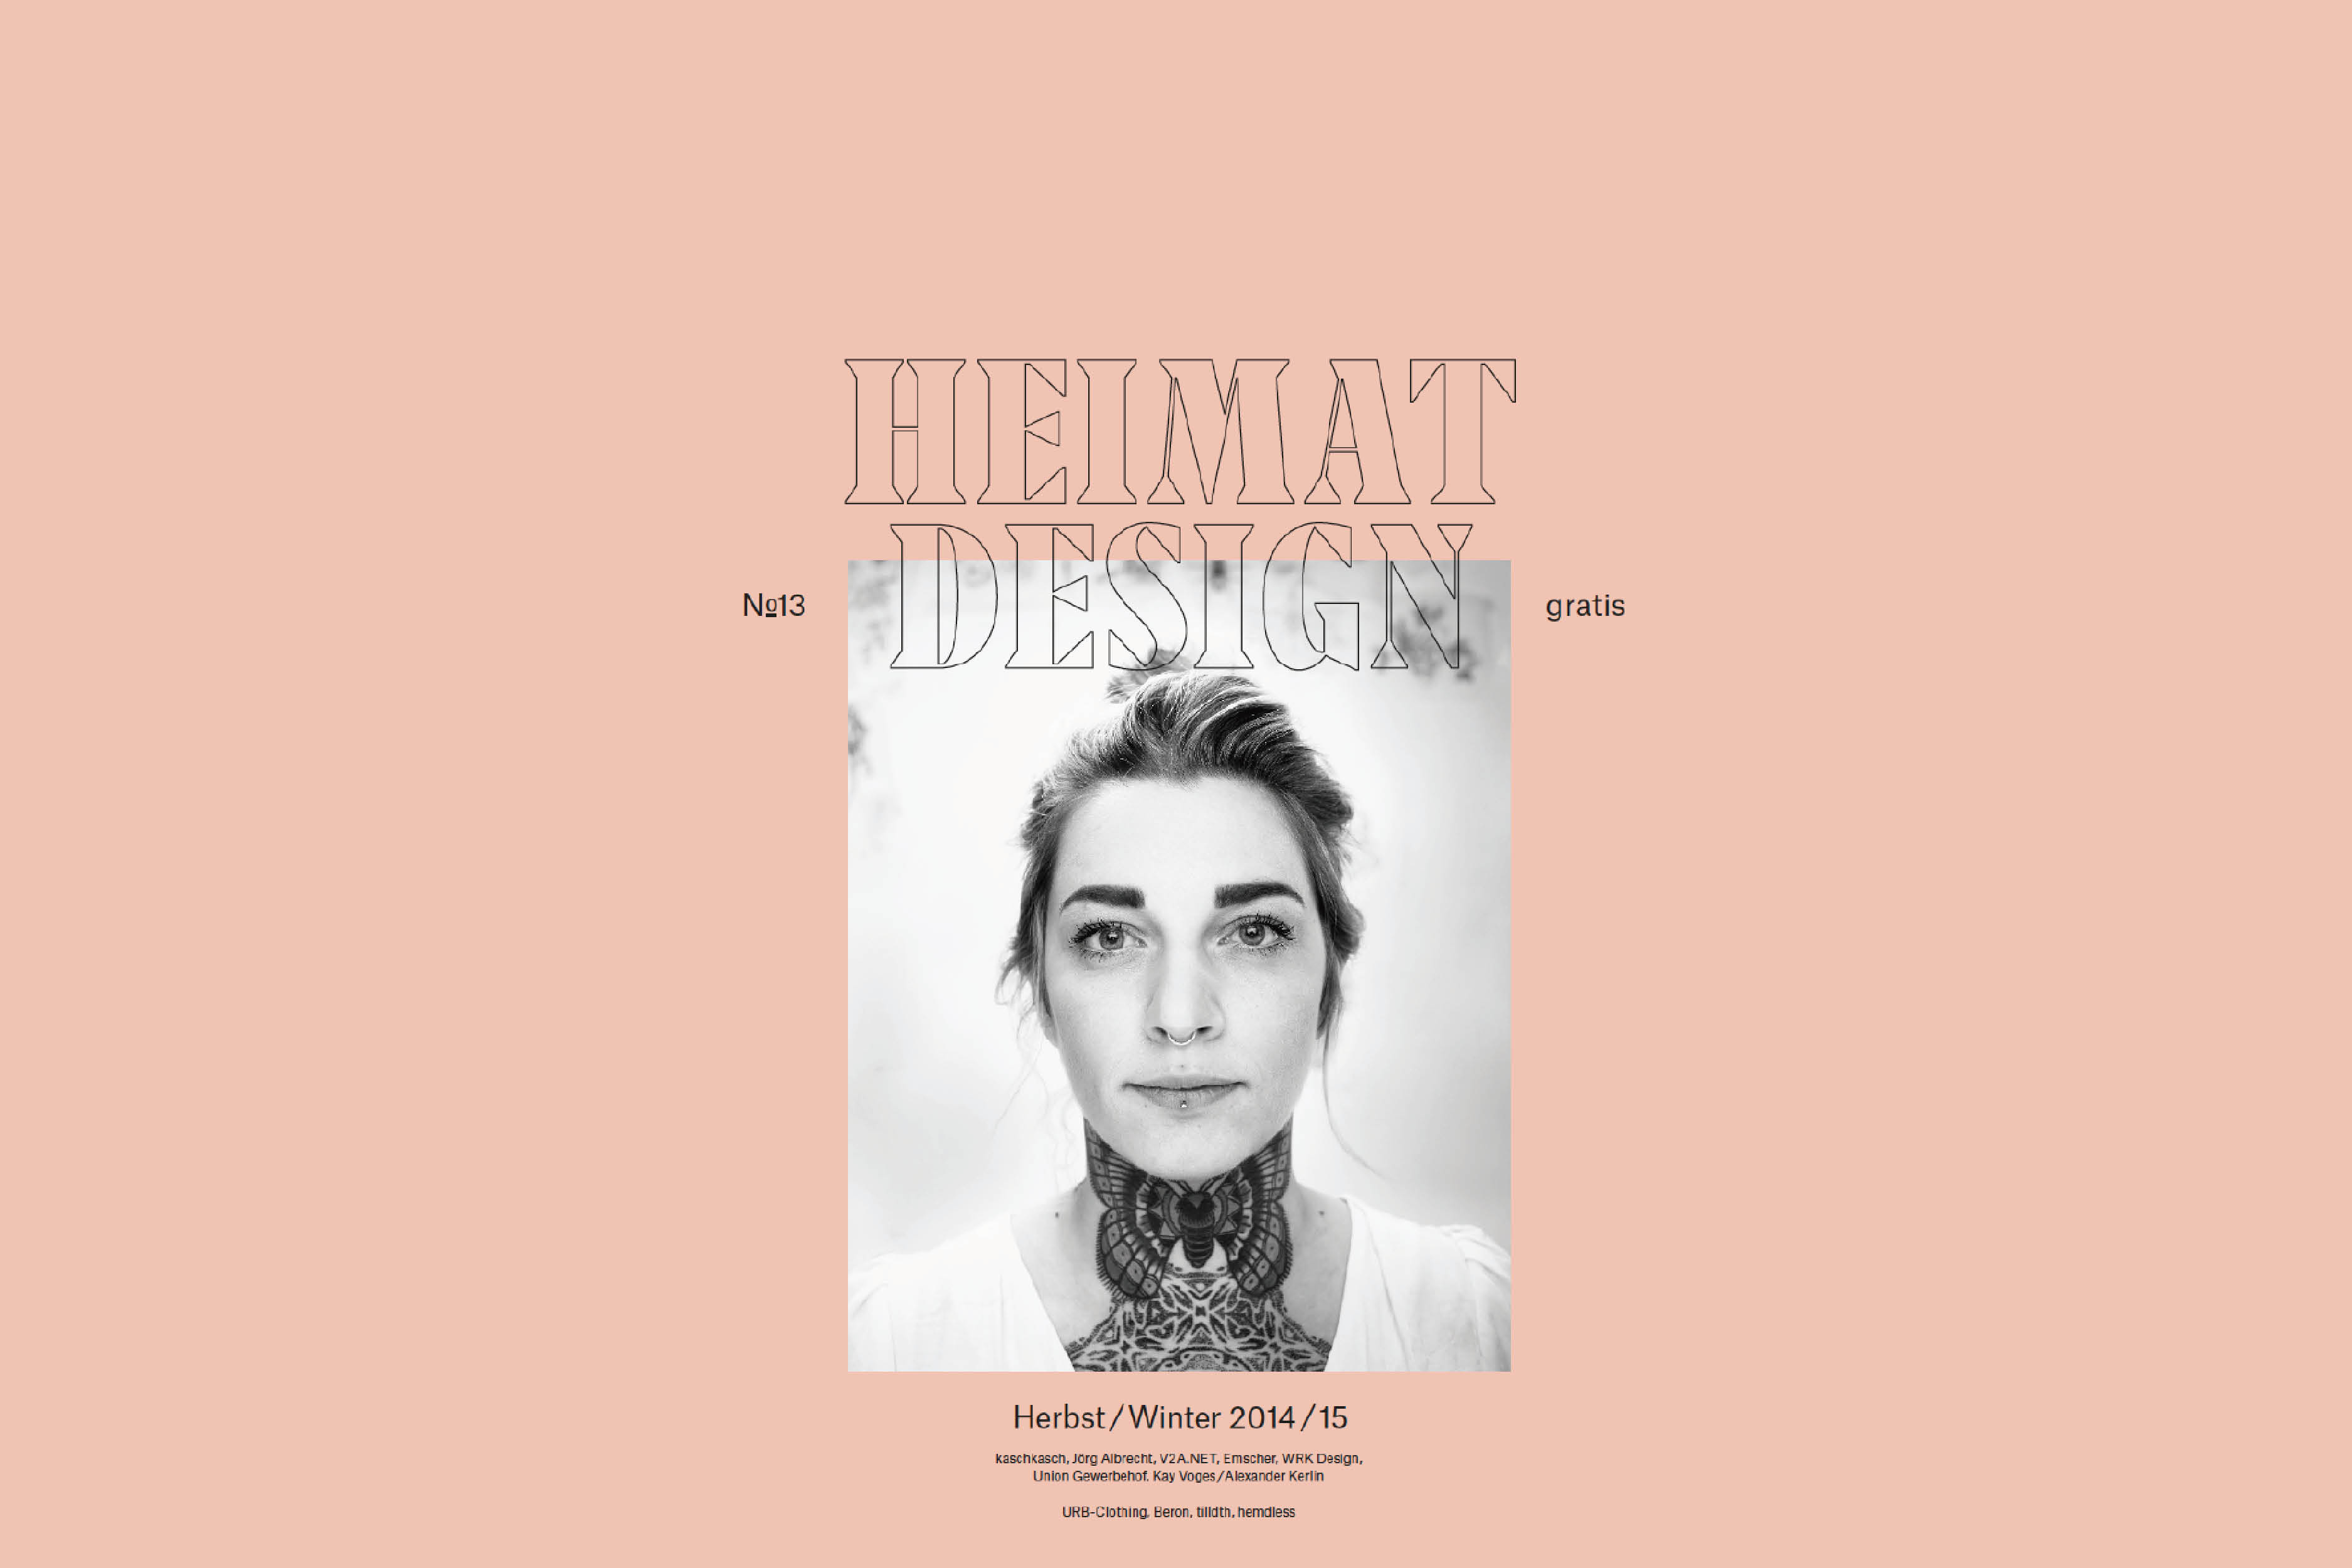 HEIMAT
DESIGN
№13
gratis
Herbst/Winter 2014/15
kaschkasch, Jörg Albrecht, V2A.NET, Emscher, WRK Design,
Union Gewerbehof, Kay Voges/Alexander Kerlin
URB-Clothing, Beron, tilldth, hemdless